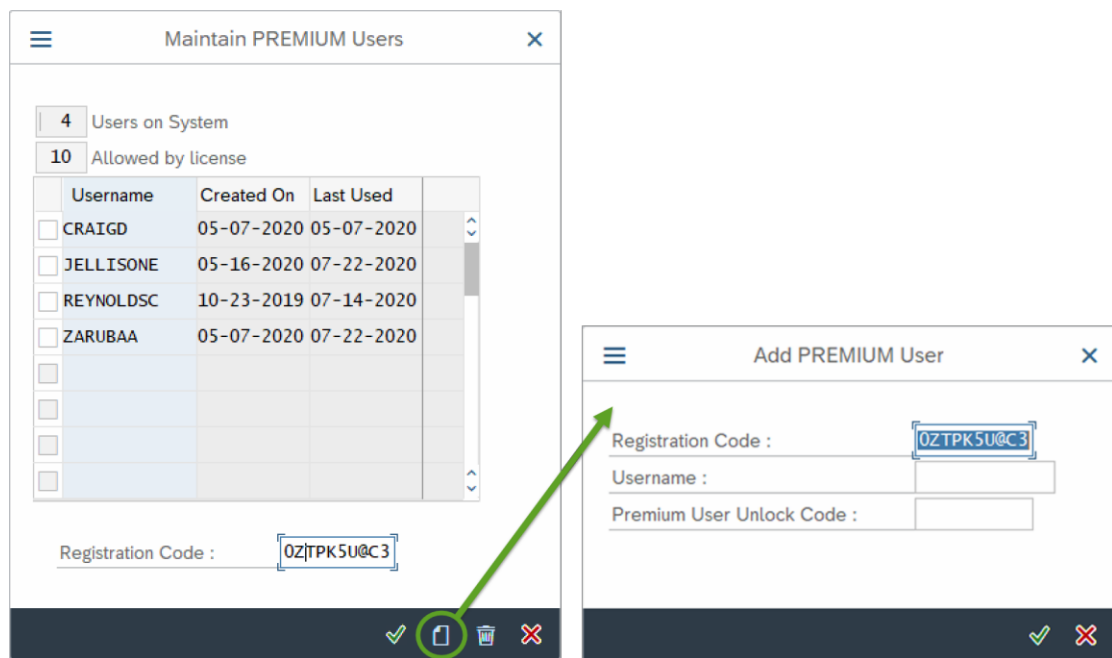 Maintain PREMIUM Users
4 Users on System
10 Allowed by license
Username Created On Last Used
CRAIGD 05-07-2020 05-07-2020
JELLISONE 05-16-2020 07-22-2020
REYNOLDSC 10-23-2019 07-14-2020
ZARUBAA 05-07-2020 07-22-2020
Registration Code : 0ZTPK5U@C3
Add PREMIUM User
Registration Code : 0ZTPK5U@C3
Username :
Premium User Unlock Code :